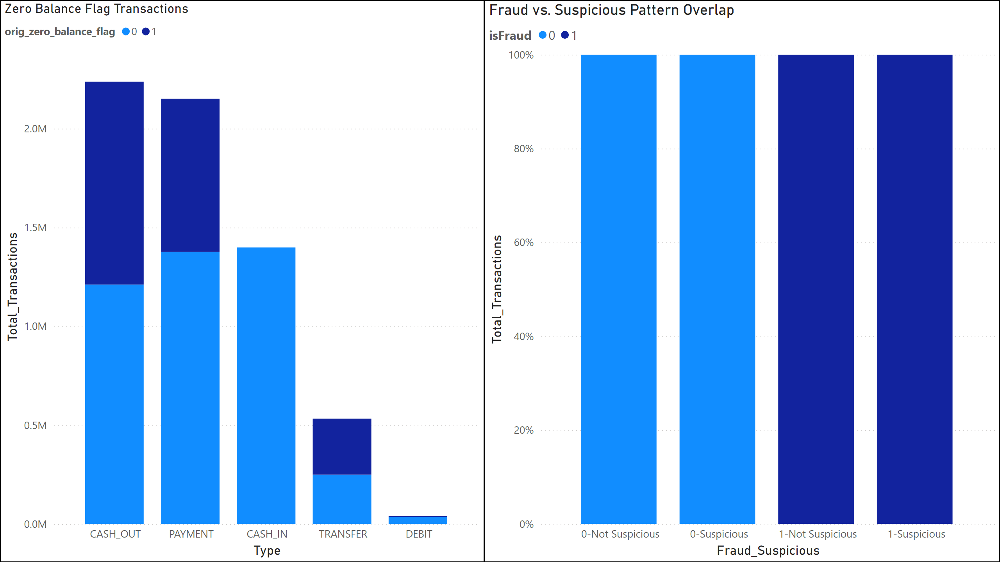 Zero Balance Flag Transactions
orig_zero_balance_flag 0 1
2.0M
1.5M
1.0M
0.5M
0.0M
Total_Transactions
CASH_OUT PAYMENT CASH_IN TRANSFER DEBIT
Type
Fraud vs. Suspicious Pattern Overlap
isFraud 0 1
100%
80%
60%
40%
20%
0%
Total_Transactions
0-Not Suspicious 0-Suspicious 1-Not Suspicious 1-Suspicious
Fraud_Suspicious